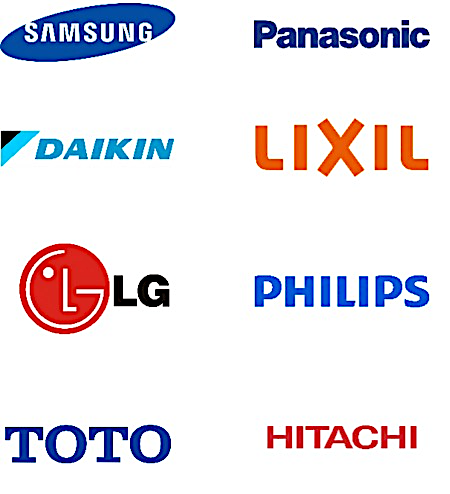 SAMSUNG
Panasonic
DAIKIN
LIXIL
LG
PHILIPS
TOTO
HITACHI